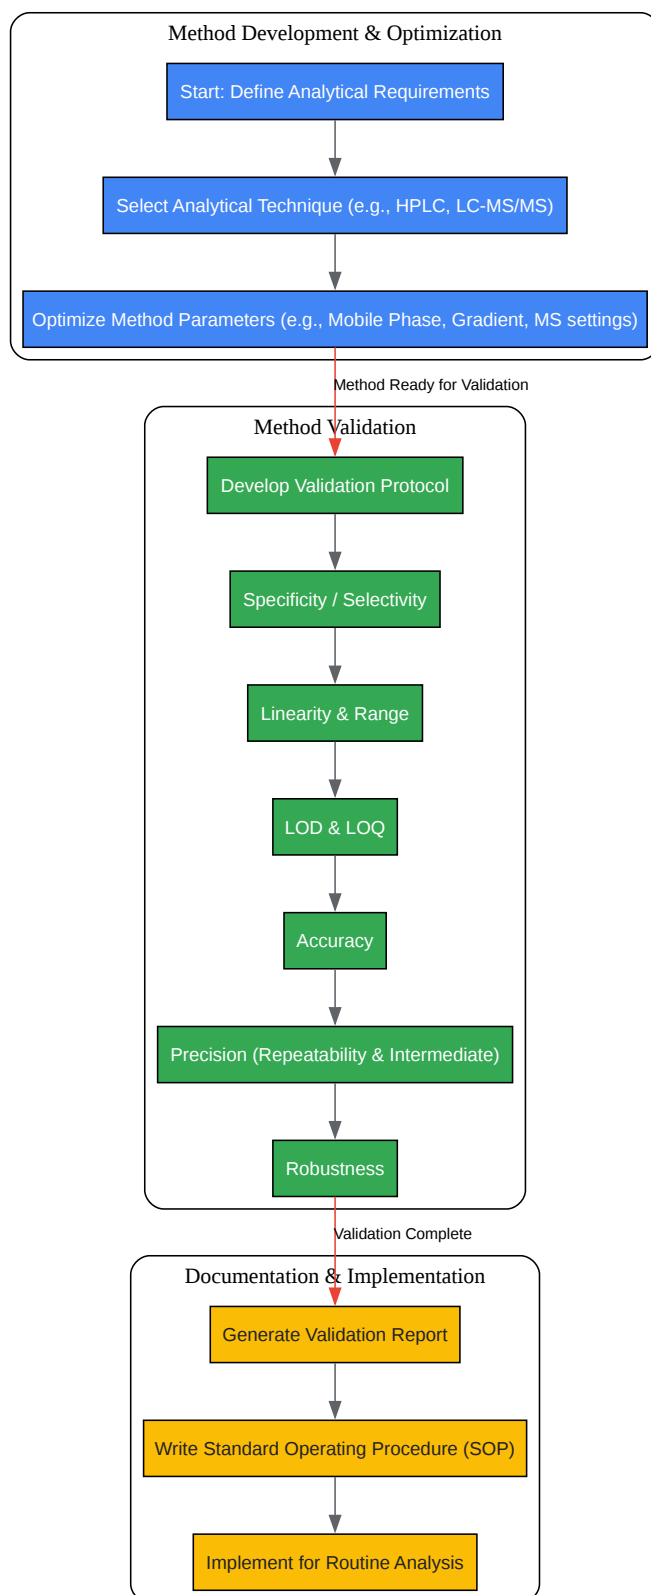 Method Development & Optimization
Start: Define Analytical Requirements
Select Analytical Technique (e.g., HPLC, LC-MS/MS)
Optimize Method Parameters (e.g., Mobile Phase, Gradient, MS settings)
Method Ready for Validation
Method Validation
Develop Validation Protocol
Specificity / Selectivity
Linearity & Range
LOD & LOQ
Accuracy
Precision (Repeatability & Intermediate)
Robustness
Validation Complete
Documentation & Implementation
Generate Validation Report
Write Standard Operating Procedure (SOP)
Implement for Routine Analysis